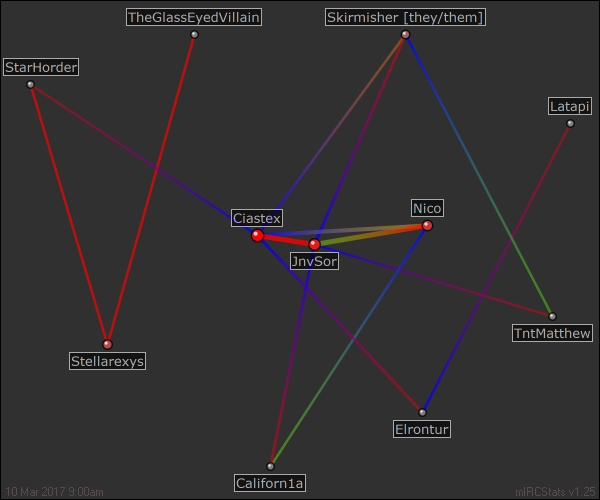 TheGlassEyedVillain
Skirmisher [they/them]
StarHorder
Latapi
Nico
Ciastex
JnvSor
TntMatthew
Stellarexys
Elrontur
Californ1a
10 Mar 2017 9:00am
mIRCStats v1.25